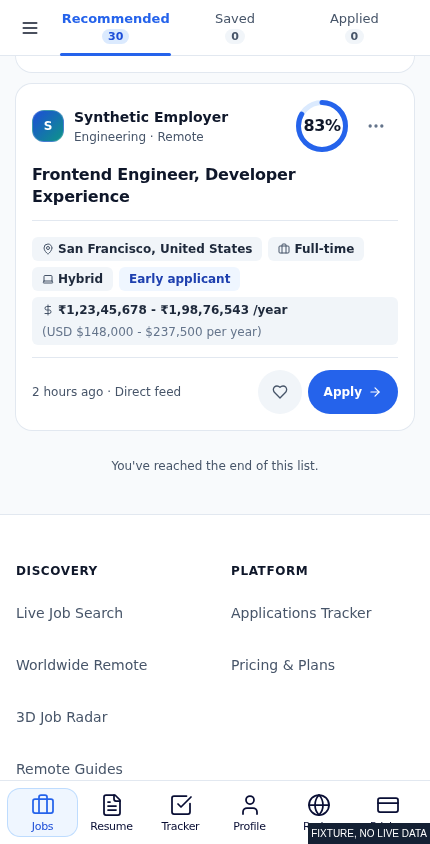 Recommended
30
Saved
0
Applied
0
S
Synthetic Employer
Engineering · Remote
83%
Frontend Engineer, Developer
Experience
San Francisco, United States
Full-time
Hybrid
Early applicant
$ ₹1,23,45,678 - ₹1,98,76,543 /year
(USD $148,000 - $237,500 per year)
2 hours ago · Direct feed
Apply
You've reached the end of this list.
DISCOVERY
PLATFORM
Live Job Search
Applications Tracker
Worldwide Remote
Pricing & Plans
3D Job Radar
Remote Guides
Jobs
Resume
Tracker
Profile
FIXTURE, NO LIVE DATA